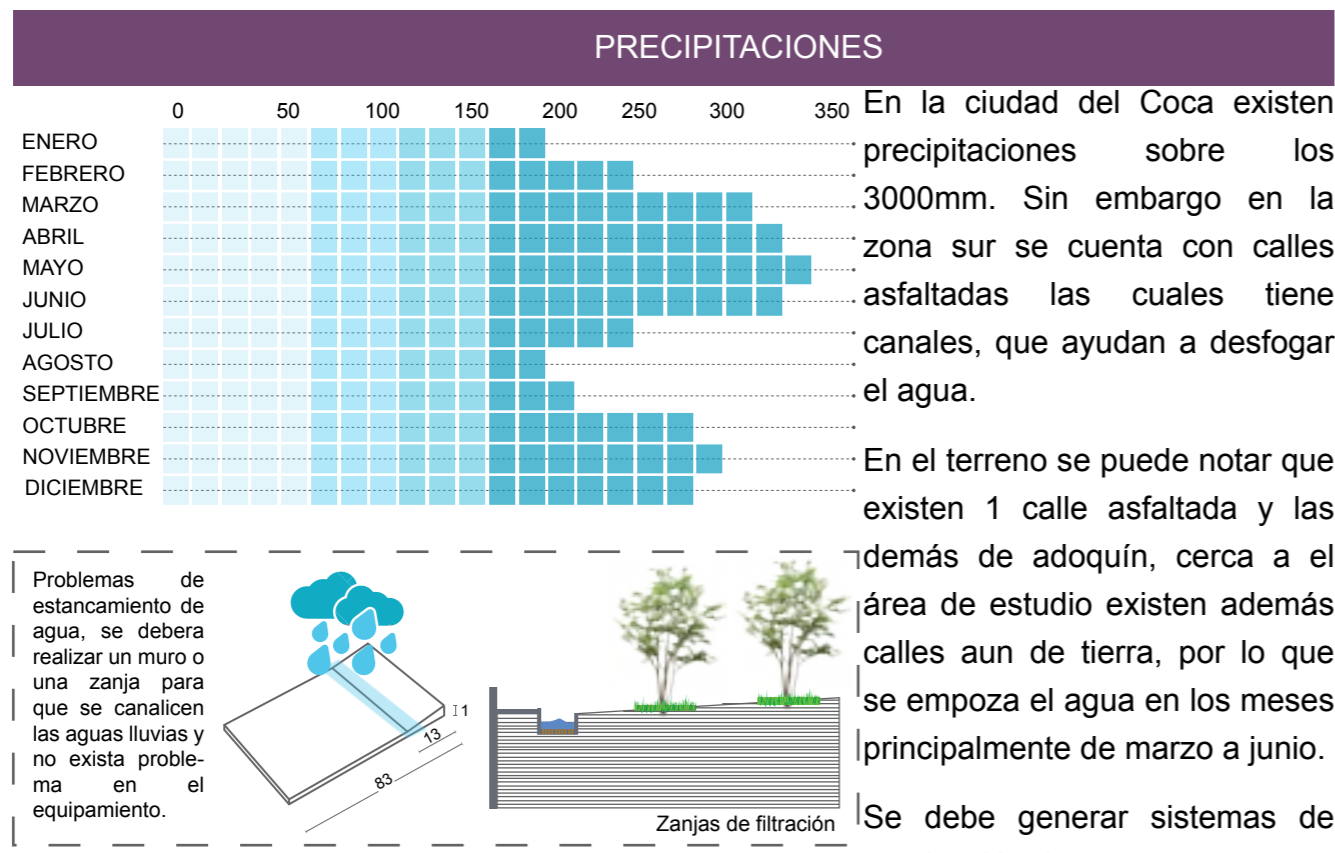 PRECIPITACIONES
0 50 100 150 200 250 300 350
ENERO
FEBRERO
MARZO
ABRIL
MAYO
JUNIO
JULIO
AGOSTO
SEPTIEMBRE
OCTUBRE
NOVIEMBRE
DICIEMBRE
En la ciudad del Coca existen
precipitaciones sobre los
3000mm. Sin embargo en la
zona sur se cuenta con calles
asfaltadas las cuales tiene
canales, que ayudan a desfogar
el agua.
En el terreno se puede notar que
existen 1 calle asfaltada y las
demás de adoquín, cerca a el
área de estudio existen además
calles aun de tierra, por lo que
se empoza el agua en los meses
principalmente de marzo a junio.
Se debe generar sistemas de
Problemas de
estancamiento de
agua, se debera
realizar un muro o
una zanja para
que se canalicen
las aguas lluvias y
no exista proble-
ma en el
equipamiento.
1
13
83
Zanjas de filtración